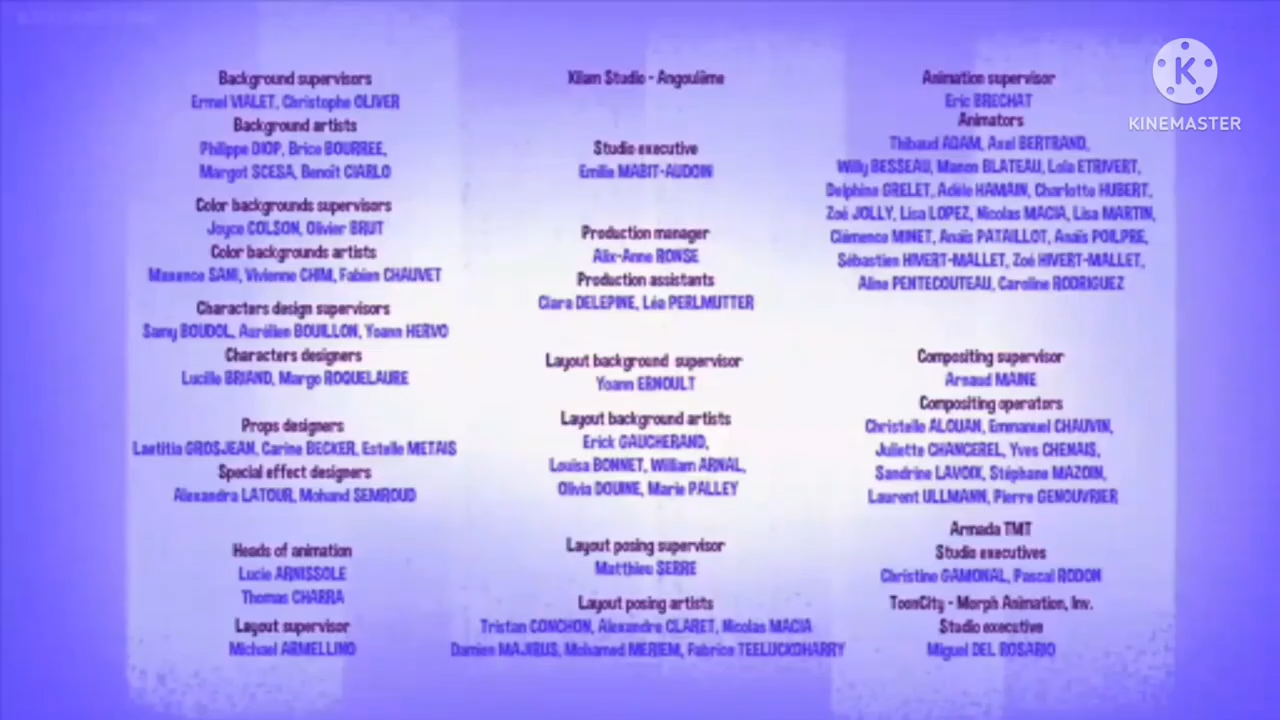 Background supervisors
Ermel VIALET, Christophe OLIVER
Background artists
Philippe DIOP, Brice BOURREE,
Margot SCESA, Benoît CIARLO
Color backgrounds supervisors
Joyce COLSON, Olivier BRUT
Color backgrounds artists
Maxence SANI, Vivienne CHIM, Fabien CHAUVET
Characters design supervisors
Samy BOUDOL, Aurélien BOUILLON, Yoann HERVO
Characters designers
Lucille BRIAND, Margo ROQUELAURE
Props designers
Laetitia GROSJEAN, Carine BECKER, Estelle METAIS
Special effect designers
Alexandra LATOUR, Mohand SEMROUD
Heads of animation
Lucie ARNISSOLE
Thomas CHARRA
Layout supervisor
Michael ARMELLINO
Xilam Studio - Angoulême
Studio executive
Emilie MABIT-AUDOIN
Production manager
Alix-Anne RONSE
Production assistants
Clara DELEPINE, Léa PERLMUTTER
Layout background supervisor
Yoann ERNOULT
Layout background artists
Erick GAUCHERAND,
Louisa BONNET, William ARNAL,
Olivia DOUINE, Marie PALLEY
Layout posing supervisor
Matthieu SERRE
Layout posing artists
Tristan CONCHON, Alexandre CLARET, Nicolas MACIA
Damien MAJIRUS, Mohamed MERIEM, Fabrice TEELUCKDHARRY
Animation supervisor
Eric BRECHAT
Animators
Thibaud ADAM, Axel BERTRAND,
Willy BESSEAU, Manon BLATEAU, Lola ETRIVERT,
Delphine GRELET, Adèle HAMAIN, Charlotte HUBERT,
Zoé JOLLY, Lisa LOPEZ, Nicolas MACIA, Lisa MARTIN,
Clémence MINET, Anaïs PATAILLOT, Anaïs POILPRE,
Sébastien HIVERT-MALLET, Zoé HIVERT-MALLET,
Aline PENTECOUTEAU, Caroline RODRIGUEZ
Compositing supervisor
Arnaud MAINE
Compositing operators
Christelle ALOUAN, Emmanuel CHAUVIN,
Juliette CHANCEREL, Yves CHENAIS,
Sandrine LAVOIX, Stéphane MAZOIN,
Laurent ULLMANN, Pierre GENOUVRIER
Armada TMT
Studio executives
Christine GAMONAL, Pascal RODON
ToonCity - Morph Animation, Inv.
Studio executive
Miguel DEL ROSARIO
K
KINEMASTER